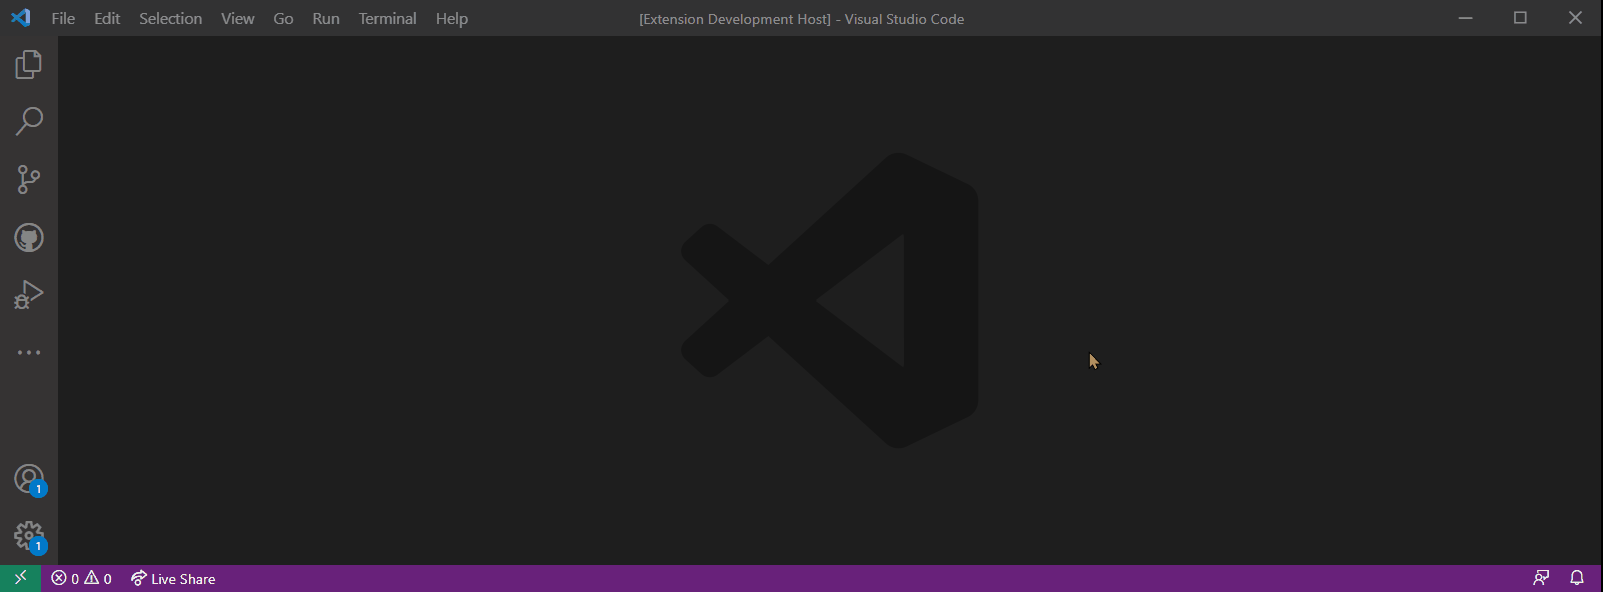 File Edit Selection View Go Run Terminal Help [Extension Development Host] - Visual Studio Code
1
1
0 0 Live Share